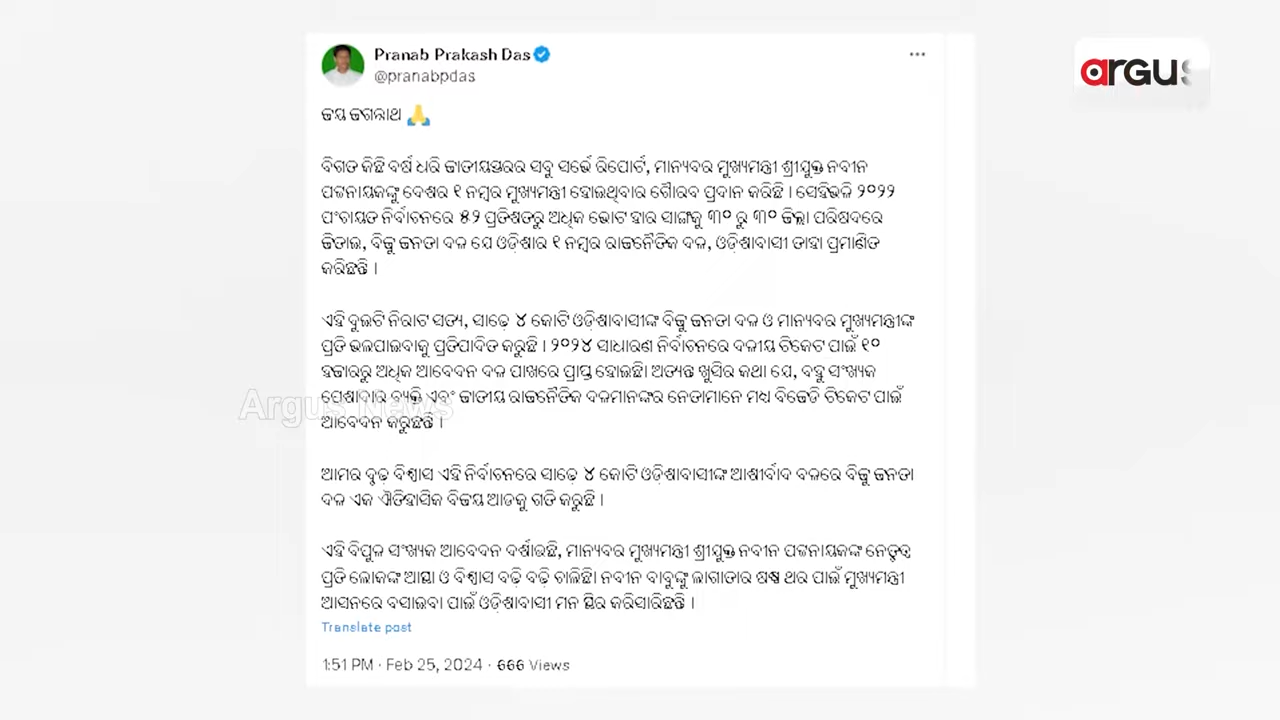 Pranab Prakash Das
@pranabpdas
argus
ଜୟ ଜଗନ୍ନାଥ 🙏
ବିଗତ କିଛି ବର୍ଷ ଧରି ଜାତୀୟସ୍ତରର ସବୁ ସର୍ଭେ ରିପୋର୍ଟ, ମାନ୍ୟବର ମୁଖ୍ୟମନ୍ତ୍ରୀ ଶ୍ରୀଯୁକ୍ତ ନବୀନ
ପଟ୍ଟନାୟକଙ୍କୁ ଦେଶର ୧ ନମ୍ବର ମୁଖ୍ୟମନ୍ତ୍ରୀ ହୋଇଥିବାର ଗୌରବ ପ୍ରଦାନ କରିଛି । ସେହିଭଳି ୨୦୨୨
ପଂଚାୟତ ନିର୍ବାଚନରେ ୫୨ ପ୍ରତିଶତରୁ ଅଧିକ ଭୋଟ ହାର ସାଙ୍ଗକୁ ୩୦ ରୁ ୩୦ ଜିଲ୍ଲା ପରିଷଦରେ
ଜିତାଇ, ବିଜୁ ଜନତା ଦଳ ଯେ ଓଡ଼ିଶାର ୧ ନମ୍ବର ରାଜନୈତିକ ଦଳ, ଓଡ଼ିଶାବାସୀ ତାହା ପ୍ରମାଣିତ
କରିଛନ୍ତି ।
ଏହି ଦୁଇଟି ନିରାଟ ସତ୍ୟ, ସାଢ଼େ ୪ କୋଟି ଓଡ଼ିଶାବାସୀଙ୍କ ବିଜୁ ଜନତା ଦଳ ଓ ମାନ୍ୟବର ମୁଖ୍ୟମନ୍ତ୍ରୀଙ୍କ
ପ୍ରତି ଭଲପାଇବାକୁ ପ୍ରତିପାଦିତ କରୁଛି । ୨୦୨୪ ସାଧାରଣ ନିର୍ବାଚନରେ ଦଳୀୟ ଟିକେଟ ପାଇଁ ୧୦
ହଜାରରୁ ଅଧିକ ଆବେଦନ ଦଳ ପାଖରେ ପ୍ରାପ୍ତ ହୋଇଛି। ଅତ୍ୟନ୍ତ ଖୁସିର କଥା ଯେ, ବହୁ ସଂଖ୍ୟକ
ପେଷାଦାର ବ୍ୟକ୍ତି ଏବଂ ଜାତୀୟ ରାଜନୈତିକ ଦଳମାନଙ୍କର ନେତାମାନେ ମଧ୍ୟ ବିଜେଡି ଟିକେଟ ପାଇଁ
ଆବେଦନ କରୁଛନ୍ତି ।
Argus News
ଆମର ଦୃଢ଼ ବିଶ୍ୱାସ ଏହି ନିର୍ବାଚନରେ ସାଢ଼େ ୪ କୋଟି ଓଡ଼ିଶାବାସୀଙ୍କ ଆଶୀର୍ବାଦ ବଳରେ ବିଜୁ ଜନତା
ଦଳ ଏକ ଐତିହାସିକ ବିଜୟ ଆଡକୁ ଗତି କରୁଛି ।
ଏହି ବିପୁଳ ସଂଖ୍ୟକ ଆବେଦନ ଦର୍ଶାଉଛି, ମାନ୍ୟବର ମୁଖ୍ୟମନ୍ତ୍ରୀ ଶ୍ରୀଯୁକ୍ତ ନବୀନ ପଟ୍ଟନାୟକଙ୍କ ନେତୃତ୍ବ
ପ୍ରତି ଲୋକଙ୍କ ଆସ୍ଥା ଓ ବିଶ୍ୱାସ ବଢ଼ି ବଢ଼ି ଚାଲିଛି। ନବୀନ ବାବୁଙ୍କୁ ଲାଗାତାର ଷଷ୍ଠ ଥର ପାଇଁ ମୁଖ୍ୟମନ୍ତ୍ରୀ
ଆସନରେ ବସାଇବା ପାଇଁ ଓଡ଼ିଶାବାସୀ ମନ ସ୍ଥିର କରିସାରିଛନ୍ତି ।
Translate post
1:51 PM · Feb 25, 2024 · 666 Views